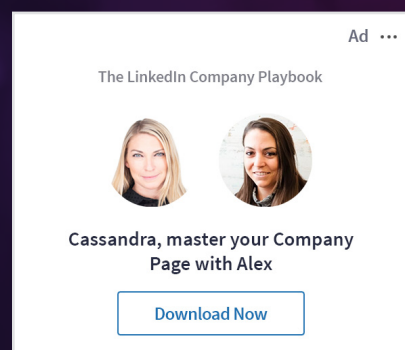 Ad ...
The LinkedIn Company Playbook
Cassandra, master your Company
Page with Alex
Download Now